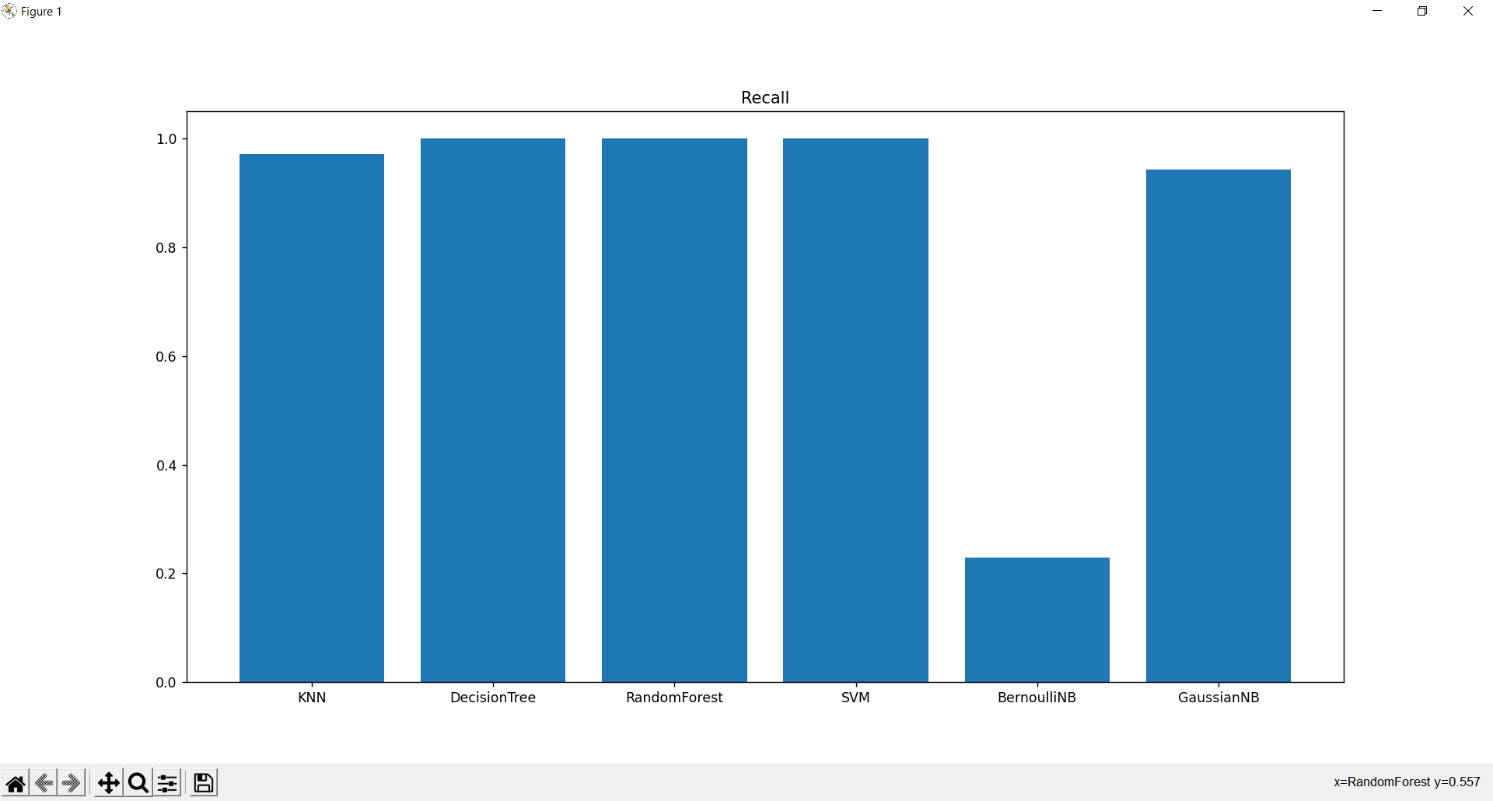 Figure 1
Recall
1.0
0.8
0.6
0.4
0.2
0.0
KNN DecisionTree RandomForest SVM BernoulliNB GaussianNB
x=RandomForest y=0.557